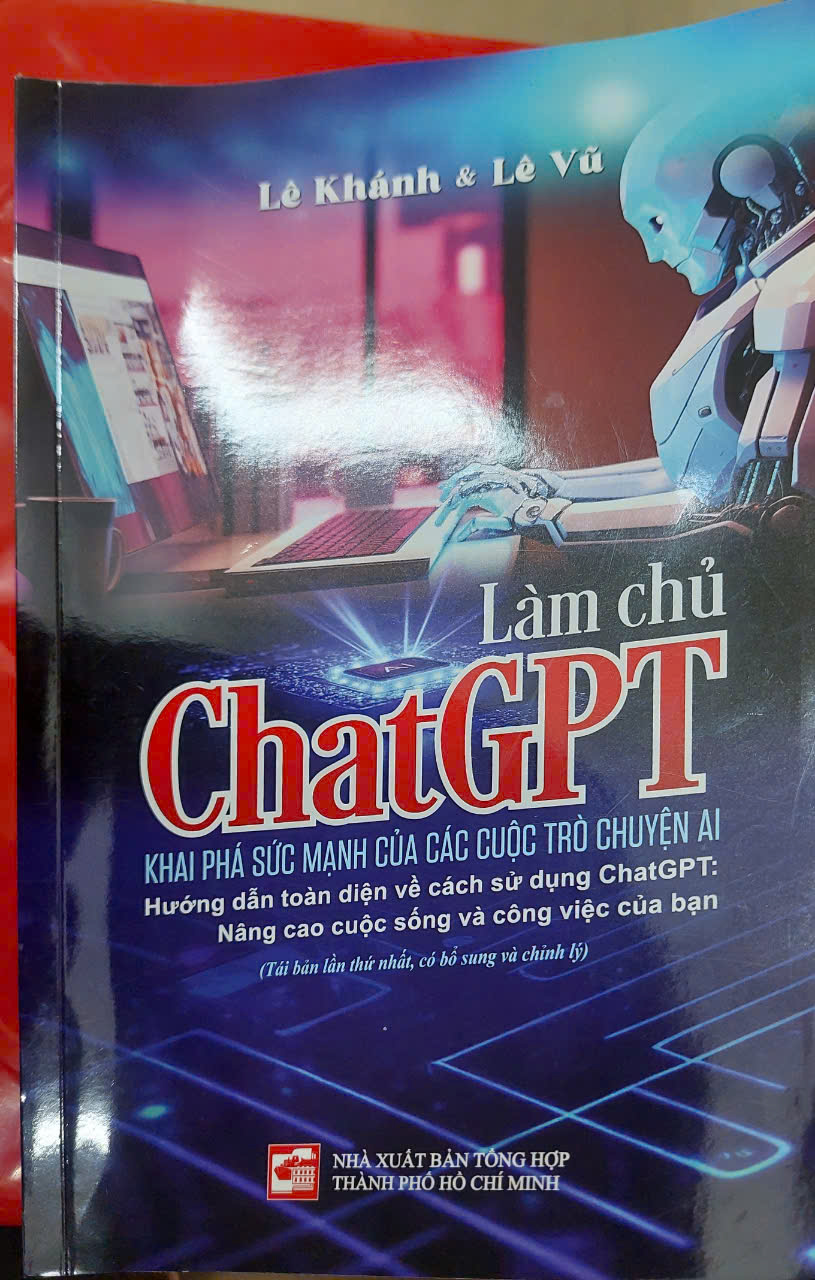 Lê Khánh & Lê Vũ
AI
Làm chủ
ChatGPT
KHAI PHÁ SỨC MẠNH CỦA CÁC CUỘC TRÒ CHUYỆN AI
Hướng dẫn toàn diện về cách sử dụng ChatGPT:
Nâng cao cuộc sống và công việc của bạn
(Tái bản lần thứ nhất, có bổ sung và chỉnh lý)
NHÀ XUẤT BẢN TỔNG HỢP
THÀNH PHỐ HỒ CHÍ MINH